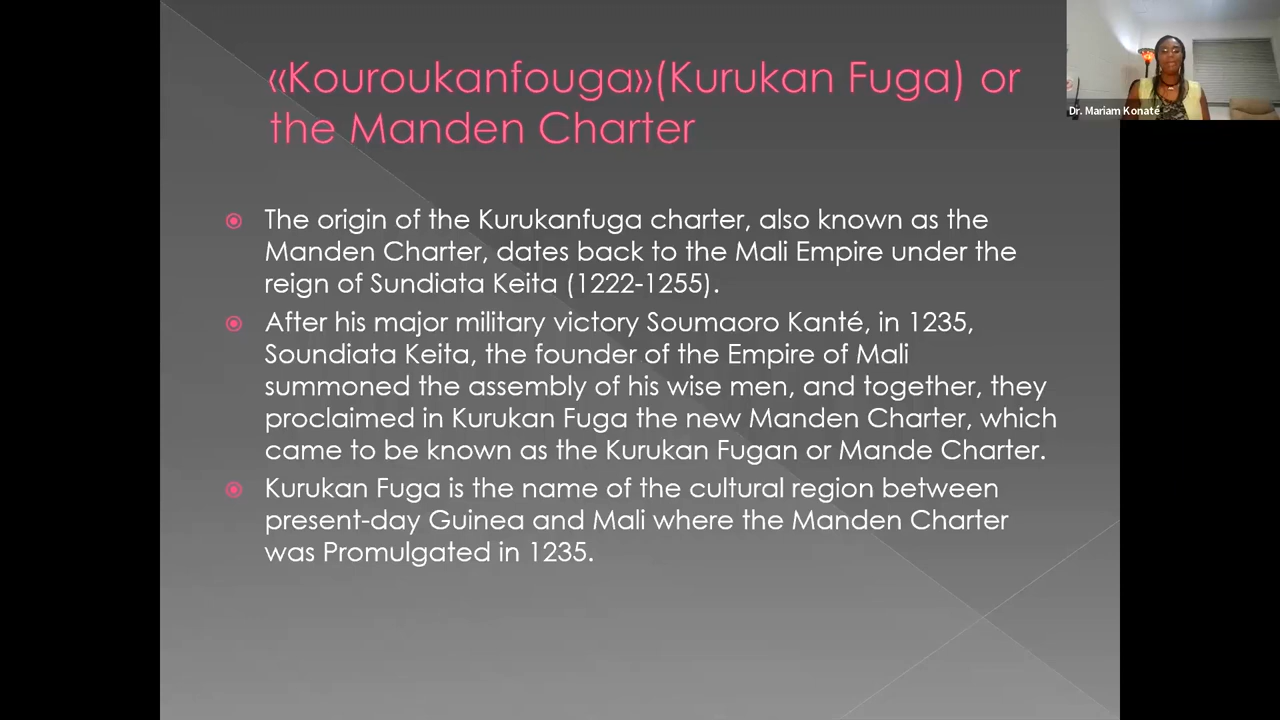 «Kouroukanfouga»(Kurukan Fuga) or
the Manden Charter
Dr. Mariam Konaté
The origin of the Kurukanfuga charter, also known as the
Manden Charter, dates back to the Mali Empire under the
reign of Sundiata Keita (1222-1255).
After his major military victory Soumaoro Kanté, in 1235,
Soundiata Keita, the founder of the Empire of Mali
summoned the assembly of his wise men, and together, they
proclaimed in Kurukan Fuga the new Manden Charter, which
came to be known as the Kurukan Fugan or Mande Charter.
Kurukan Fuga is the name of the cultural region between
present-day Guinea and Mali where the Manden Charter
was Promulgated in 1235.